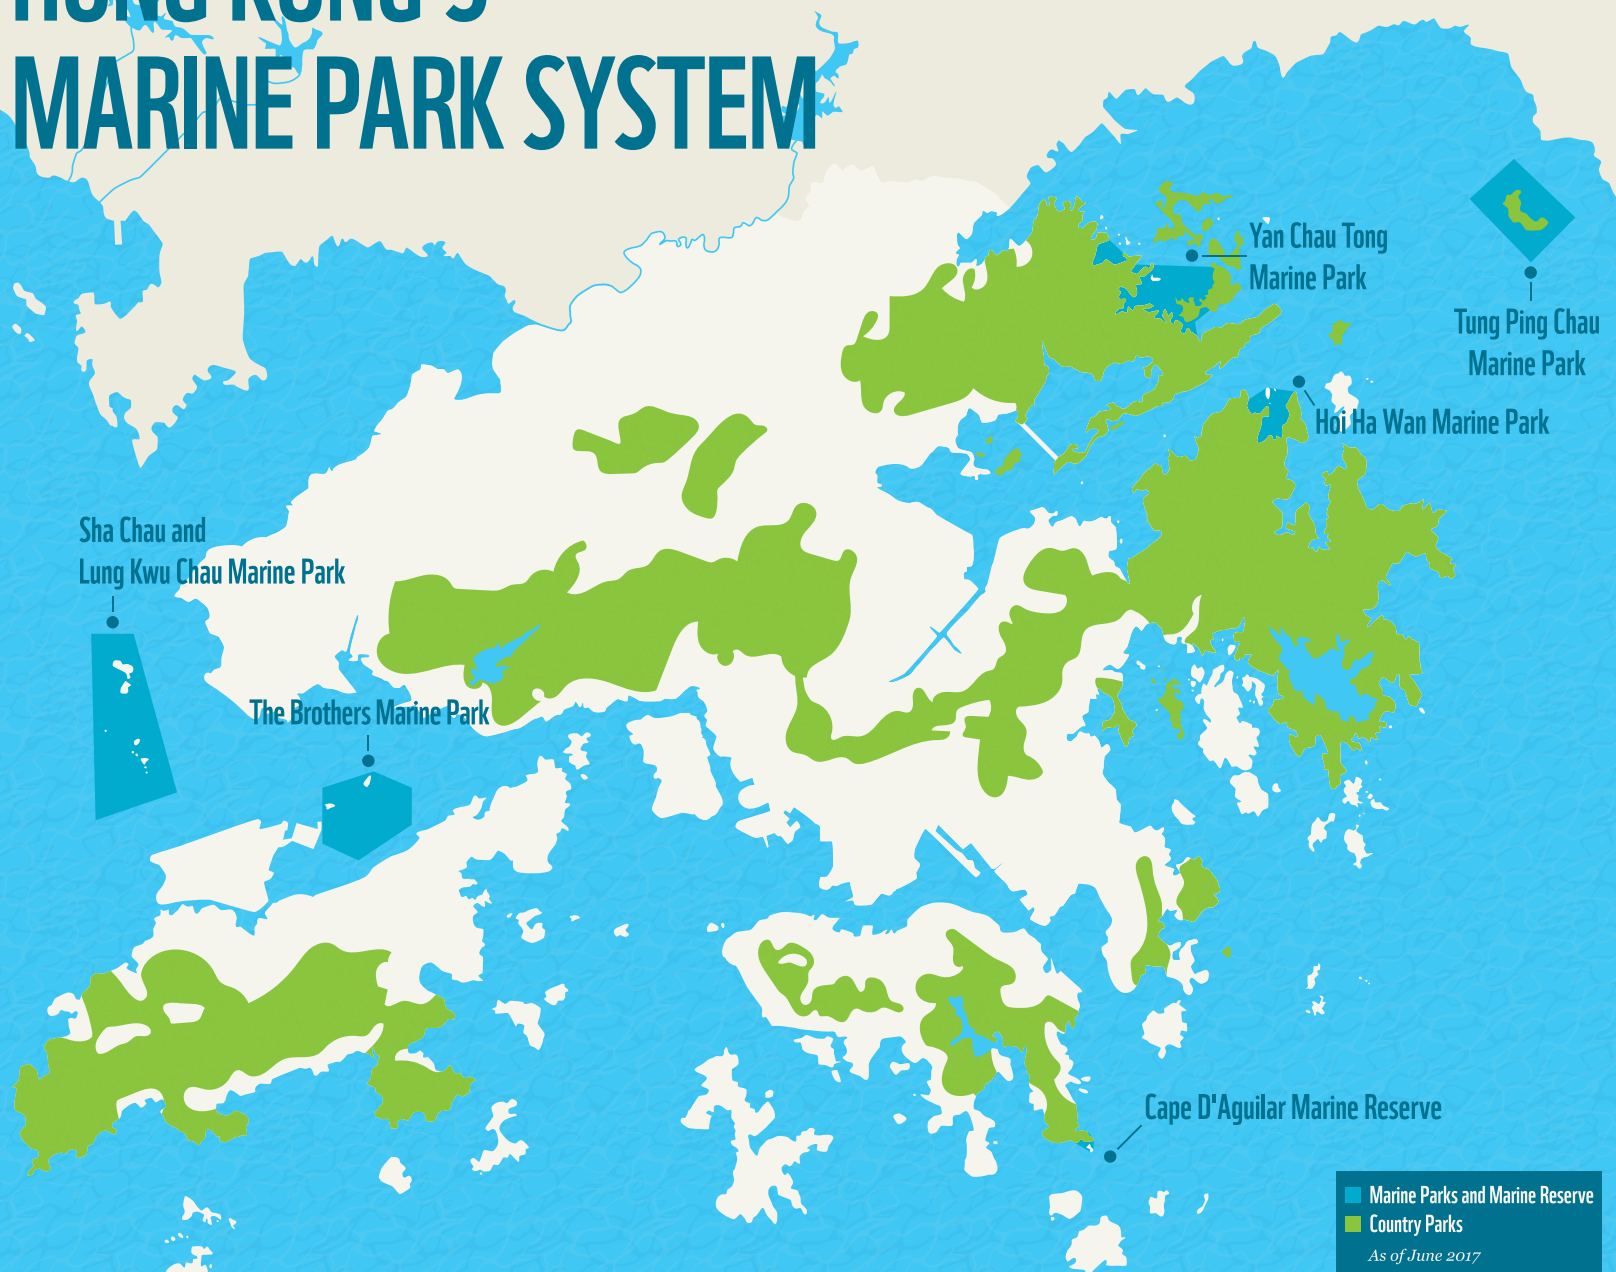 HONG KONG'S
MARINE PARK SYSTEM
Yan Chau Tong
Marine Park
Tung Ping Chau
Marine Park
Hoi Ha Wan Marine Park
Sha Chau and
Lung Kwu Chau Marine Park
The Brothers Marine Park
Cape D'Aguilar Marine Reserve
Marine Parks and Marine Reserve
Country Parks
As of June 2017